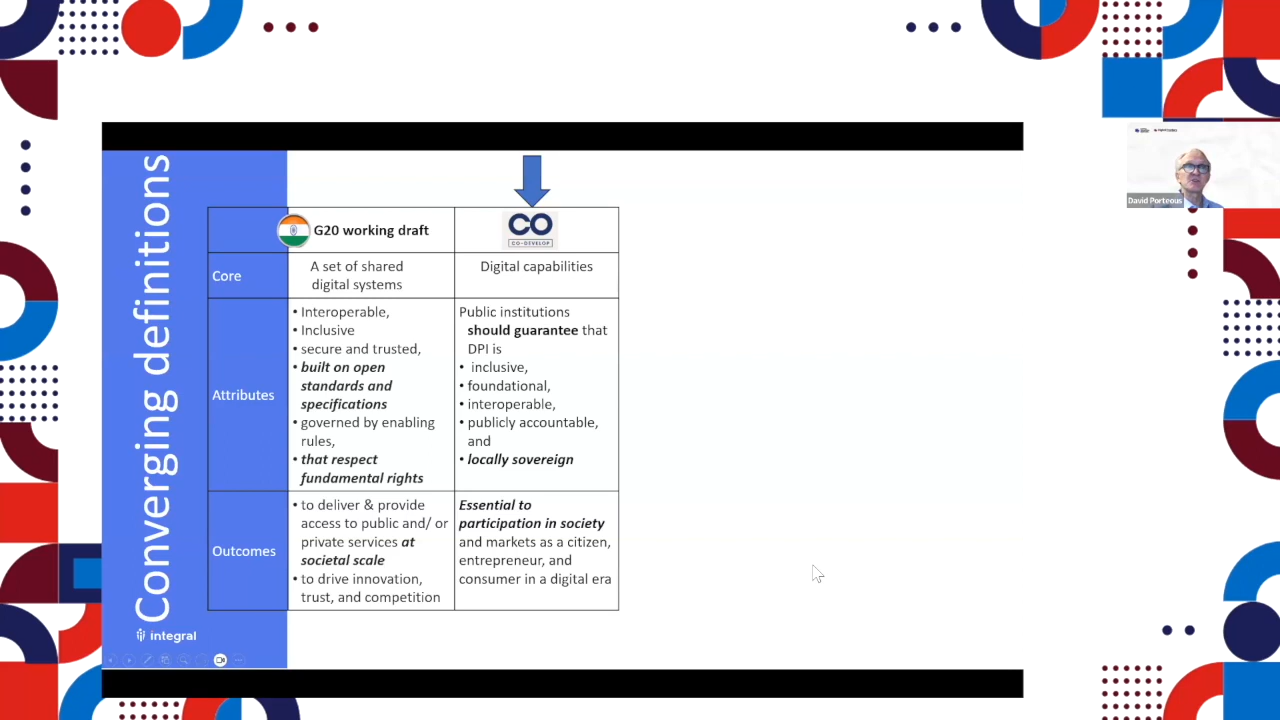 Converging definitions
G20 working draft
CO
CO-DEVELOP
Core
A set of shared
digital systems
Digital capabilities
Attributes
• Interoperable,
• Inclusive
• secure and trusted,
• built on open
standards and
specifications
• governed by enabling
rules,
• that respect
fundamental rights
Public institutions
should guarantee that
DPI is
• inclusive,
• foundational,
• interoperable,
• publicly accountable,
and
• locally sovereign
Outcomes
• to deliver & provide
access to public and/ or
private services at
societal scale
• to drive innovation,
trust, and competition
Essential to
participation in society
and markets as a citizen,
entrepreneur, and
consumer in a digital era
integral
David Porteous